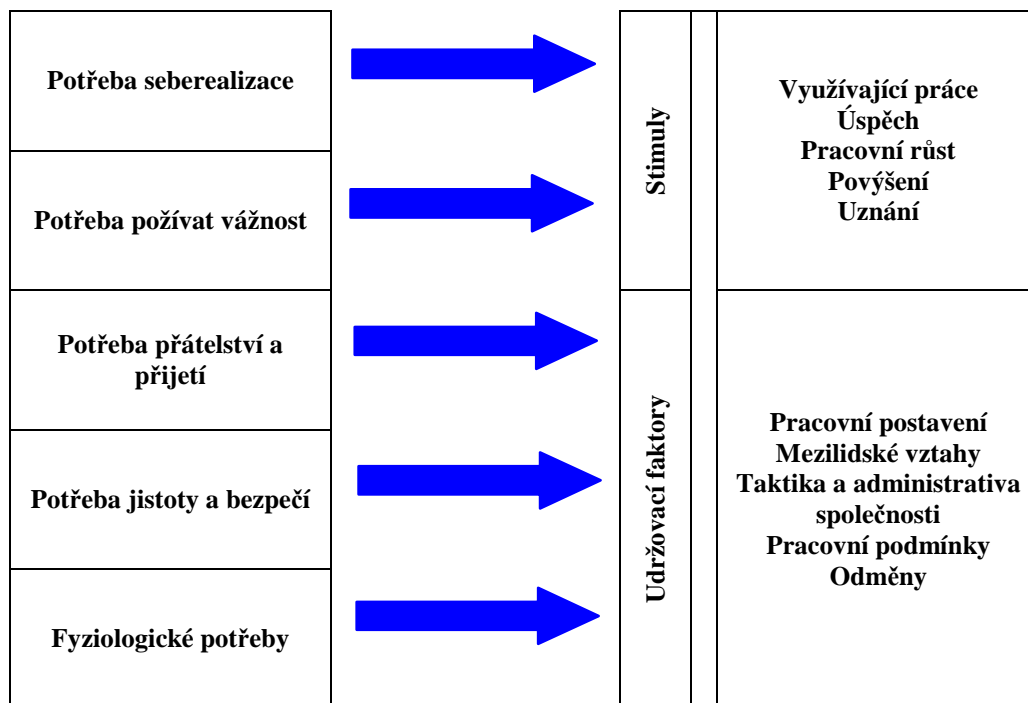 Potřeba seberealizace
Potřeba požívat vážnost
Potřeba přátelství a
přijetí
Potřeba jistoty a bezpečí
Fyziologické potřeby
Stimuly
Udržovací faktory
Využívající práce
Úspěch
Pracovní růst
Povýšení
Uznání
Pracovní postavení
Mezilidské vztahy
Taktika a administrativa
společnosti
Pracovní podmínky
Odměny